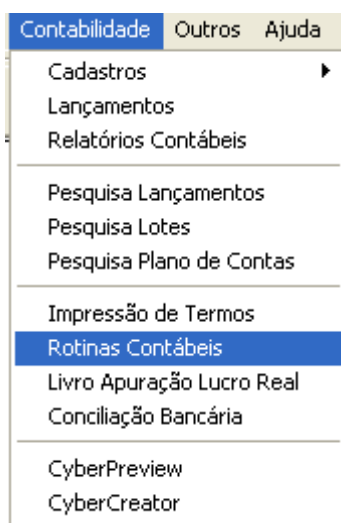 Contabilidade Outros Ajuda
Cadastros
Lançamentos
Relatórios Contábeis
Pesquisa Lançamentos
Pesquisa Lotes
Pesquisa Plano de Contas
Impressão de Termos
Rotinas Contábeis
Livro Apuração Lucro Real
Conciliação Bancária
CyberPreview
CyberCreator